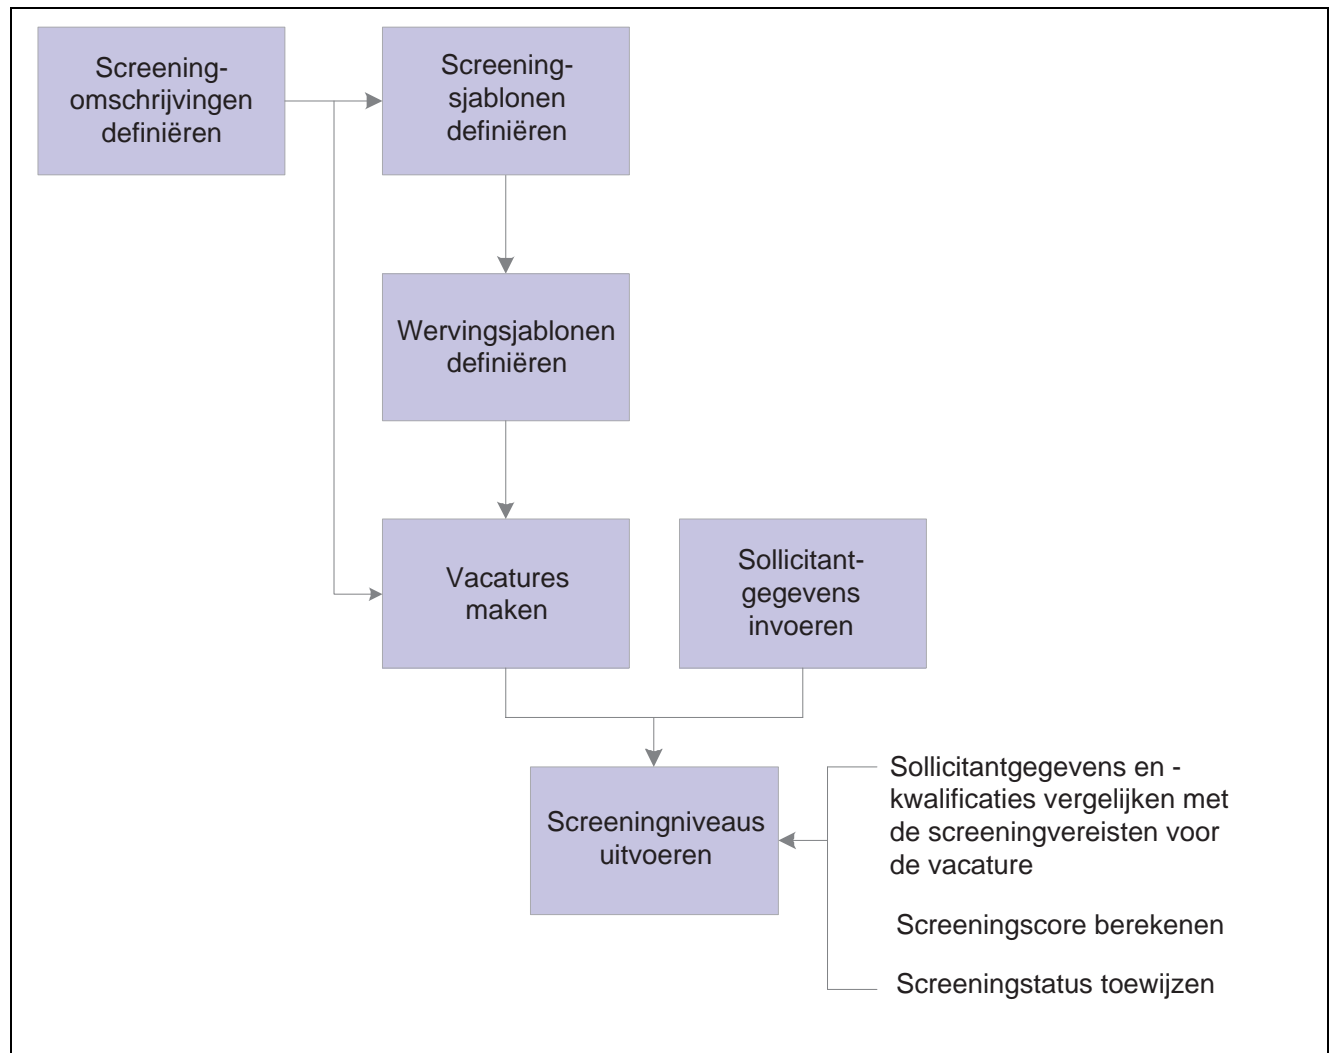 Screening-
omschrijvingen
definiëren
Screening-
sjablonen
definiëren
Wervingsjablonen
definiëren
Vacatures
maken
Sollicitant-
gegevens
invoeren
Screeningniveaus
uitvoeren
Sollicitantgegevens en -
kwalificaties vergelijken met
de screeningvereisten voor
de vacature
Screeningscore berekenen
Screeningstatus toewijzen